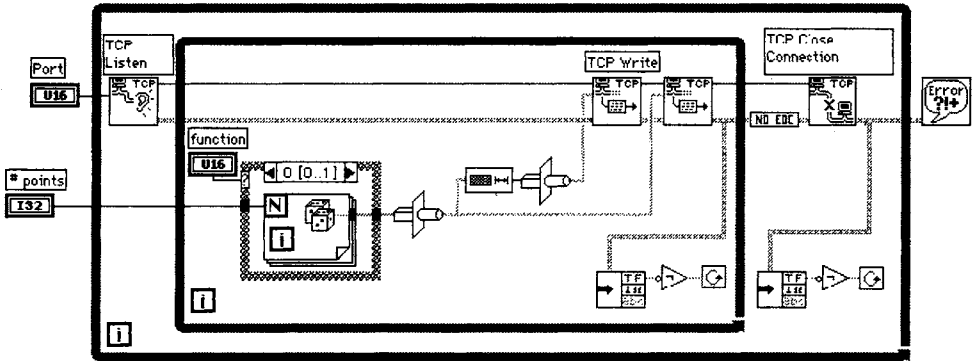 TCP
Listen
TCP Close
Connection
TCP Write
Port
U16
TCP
TCP
TCP
TCP
Error
?!+
NO EOC
function
U16
# points
I32
?
0 [0..1]
N
i
TF
TF
i
i